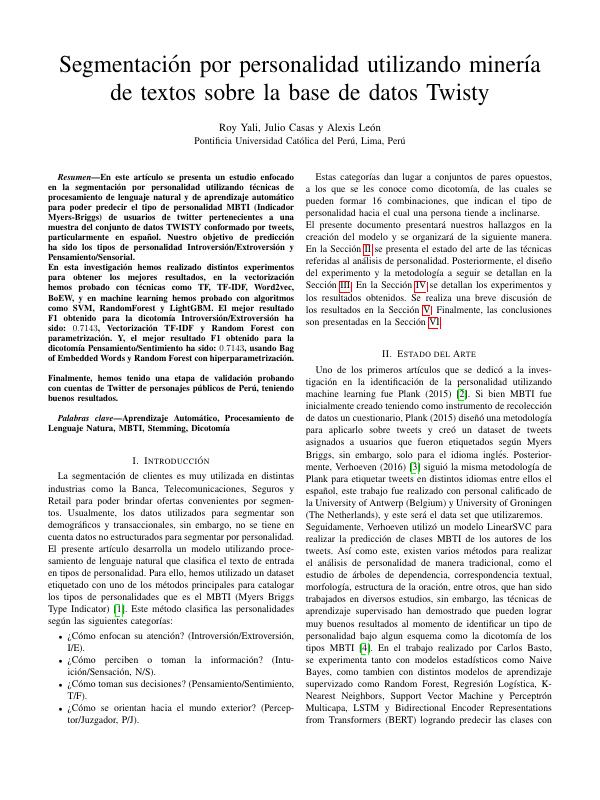 Segmentación por personalidad utilizando minería
de textos sobre la base de datos Twisty
Roy Yali, Julio Casas y Alexis León
Pontificia Universidad Católica del Perú, Lima, Perú
Resumen—En este artículo se presenta un estudio enfocado
en la segmentación por personalidad utilizando técnicas de
procesamiento de lenguaje natural y de aprendizaje automático
para poder predecir el tipo de personalidad MBTI (Indicador
Myers-Briggs) de usuarios de twitter pertenecientes a una
muestra del conjunto de datos TWISTY conformado por tweets,
particularmente en español. Nuestro objetivo de predicción
ha sido los tipos de personalidad Introversión/Extroversión y
Pensamiento/Sensorial.
En esta investigación hemos realizado distintos experimentos
para obtener los mejores resultados, en la vectorización
hemos probado con técnicas como TF, TF-IDF, Word2vec,
BoEW, y en machine learning hemos probado con algoritmos
como SVM, RandomForest y LightGBM. El mejor resultado
F1 obtenido para la dicotomía Introversión/Extroversión ha
sido: 0.7143, Vectorización TF-IDF y Random Forest con
parametrización. Y, el mejor resultado F1 obtenido para la
dicotomía Pensamiento/Sentimiento ha sido: 0.7143, usando Bag
of Embedded Words y Random Forest con hiperparametrización.
Finalmente, hemos tenido una etapa de validación probando
con cuentas de Twitter de personajes públicos de Perú, teniendo
buenos resultados.
Palabras clave—Aprendizaje Automático, Procesamiento de
Lenguaje Natural, MBTI, Stemming, Dicotomía
I. Introducción
La segmentación de clientes es muy utilizada en distintas
industrias como la Banca, Telecomunicaciones, Seguros y
Retail para poder brindar ofertas convenientes por segmen-
tos. Usualmente, los datos utilizados para segmentar son
demográficos y transaccionales, sin embargo, no se tiene en
cuenta datos no estructurados para segmentar por personalidad.
El presente artículo desarrolla un modelo utilizando proce-
samiento de lenguaje natural que clasifica el texto de entrada
en tipos de personalidad. Para ello, hemos utilizado un dataset
etiquetado con uno de los métodos principales para catalogar
los tipos de personalidades que es el MBTI (Myers Briggs
Type Indicator) [1]. Este método clasifica las personalidades
según las siguientes categorías:
• ¿Cómo enfocan su atención? (Introversión/Extroversión,
I/E).
• ¿Cómo perciben o toman la información? (Intu-
ición/Sensación, N/S).
• ¿Cómo toman sus decisiones? (Pensamiento/Sentimiento,
T/F).
• ¿Cómo se orientan hacia el mundo exterior? (Percep-
tor/Juzgador, P/J).
Estas categorías dan lugar a conjuntos de pares opuestos,
a los que se les conoce como dicotomía, de las cuales se
pueden formar 16 combinaciones, que indican el tipo de
personalidad hacia el cual una persona tiende a inclinarse.
El presente documento presentará nuestros hallazgos en la
creación del modelo y se organizará de la siguiente manera.
En la Sección II se presenta el estado del arte de las técnicas
referidas al análisis de personalidad. Posteriormente, el diseño
del experimento y la metodología a seguir se detallan en la
Sección III. En la Sección IV se detallan los experimentos y
los resultados obtenidos. Se realiza una breve discusión de
los resultados en la Sección V. Finalmente, las conclusiones
son presentadas en la Sección VI.
II. Estado del Arte
Uno de los primeros artículos que se dedicó a la inves-
tigación en la identificación de la personalidad utilizando
machine learning fue Plank (2015) [2]. Si bien MBTI fue
inicialmente creado teniendo como instrumento de recolección
de datos un cuestionario, Plank (2015) diseñó una metodología
para aplicarlo sobre tweets y creó un dataset de tweets
asignados a usuarios que fueron etiquetados según Myers
Briggs, sin embargo, solo para el idioma inglés. Posterior-
mente, Verhoeven (2016) [3] siguió la misma metodología de
Plank para etiquetar tweets en distintos idiomas entre ellos el
español, este trabajo fue realizado con personal calificado de
la University of Antwerp (Belgium) y University of Groningen
(The Netherlands), y este será el data set que utilizaremos.
Seguidamente, Verhoeven utilizó un modelo LinearSVC para
realizar la predicción de clases MBTI de los autores de los
tweets. Así como este, existen varios métodos para realizar
el análisis de personalidad de manera tradicional, como el
estudio de árboles de dependencia, correspondencia textual,
morfología, estructura de la oración, entre otros, que han sido
trabajados en diversos estudios, sin embargo, las técnicas de
aprendizaje supervisado han demostrado que pueden lograr
muy buenos resultados al momento de identificar un tipo de
personalidad bajo algun esquema como la dicotomía de los
tipos MBTI [4]. En el trabajo realizado por Carlos Basto,
se experimenta tanto con modelos estadísticos como Naive
Bayes, como tambien con distintos modelos de aprendizaje
supervizado como Random Forest, Regresión Logística, K-
Nearest Neighbors, Support Vector Machine y Perceptrón
Multicapa, LSTM y Bidirectional Encoder Representations
from Transformers (BERT) logrando predecir las clases con